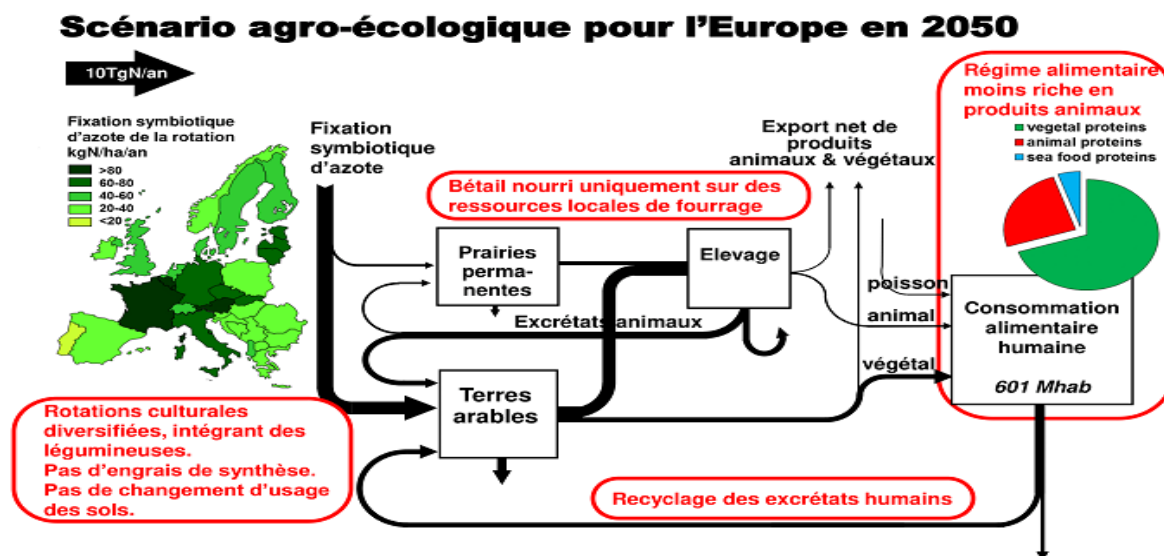 Scénario agro-écologique pour l'Europe en 2050
10TgN/an
Fixation symbiotique
d'azote de la rotation
kgN/ha/an
>80
60-80
40-60
20-40
<20
Fixation
symbiotique
d'azote
Export net de
produits
animaux & végétaux
Régime alimentaire
moins riche en
produits animaux
vegetal proteins
animal proteins
sea food proteins
Bétail nourri uniquement sur des
ressources locales de fourrage
Prairies
perma-
nentes
Elevage
poisson
animal
végétal
Consommation
alimentaire
humaine
601 Mhab
Excrétats animaux
Terres
arables
Rotations culturales
diversifiées, intégrant des
légumineuses.
Pas d'engrais de synthèse.
Pas de changement d'usage
des sols.
Recyclage des excrétats humains